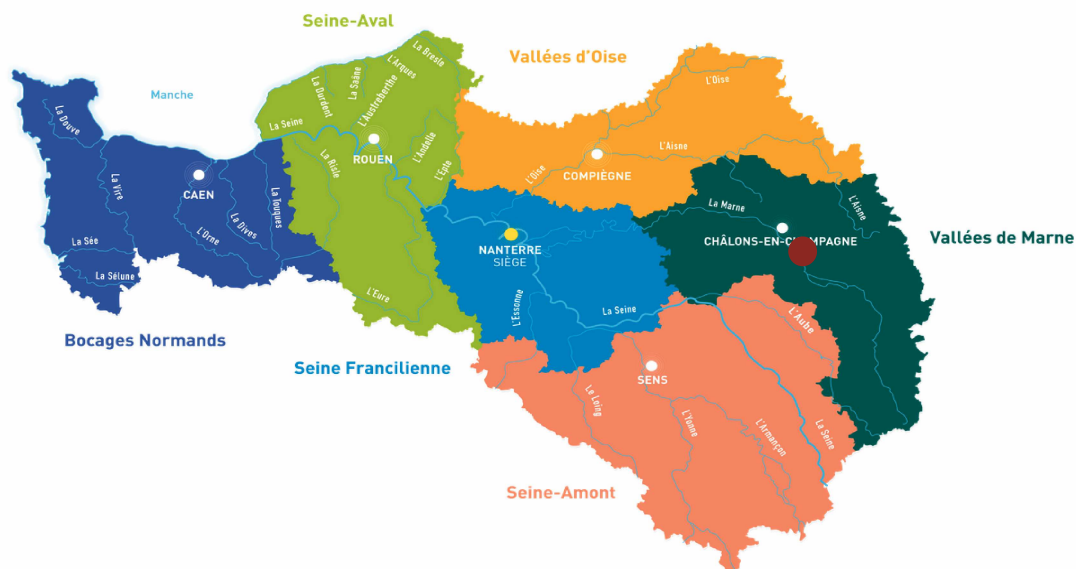 Seine-Aval
Vallées d'Oise
Manche
La Bresle
L'Arques
La Saâne
La Durdent
L'Austreberthe
La Seine
ROUEN
L'Andelle
L'Epte
La Risle
L'Eure
La Douve
La Vire
CAEN
La Touques
La Dives
L'Orne
La Sée
La Sélune
Bocages Normands
L'Oise
L'Aisne
COMPIÈGNE
L'Oise
L'Aisne
La Marne
CHÂLONS-EN-CH MPAGNE
Vallées de Marne
NANTERRE
SIÈGE
L'Essonne
La Seine
Seine Francilienne
L'Aube
SENS
Le Loing
L'Yonne
L'Armançon
La Seine
Seine-Amont